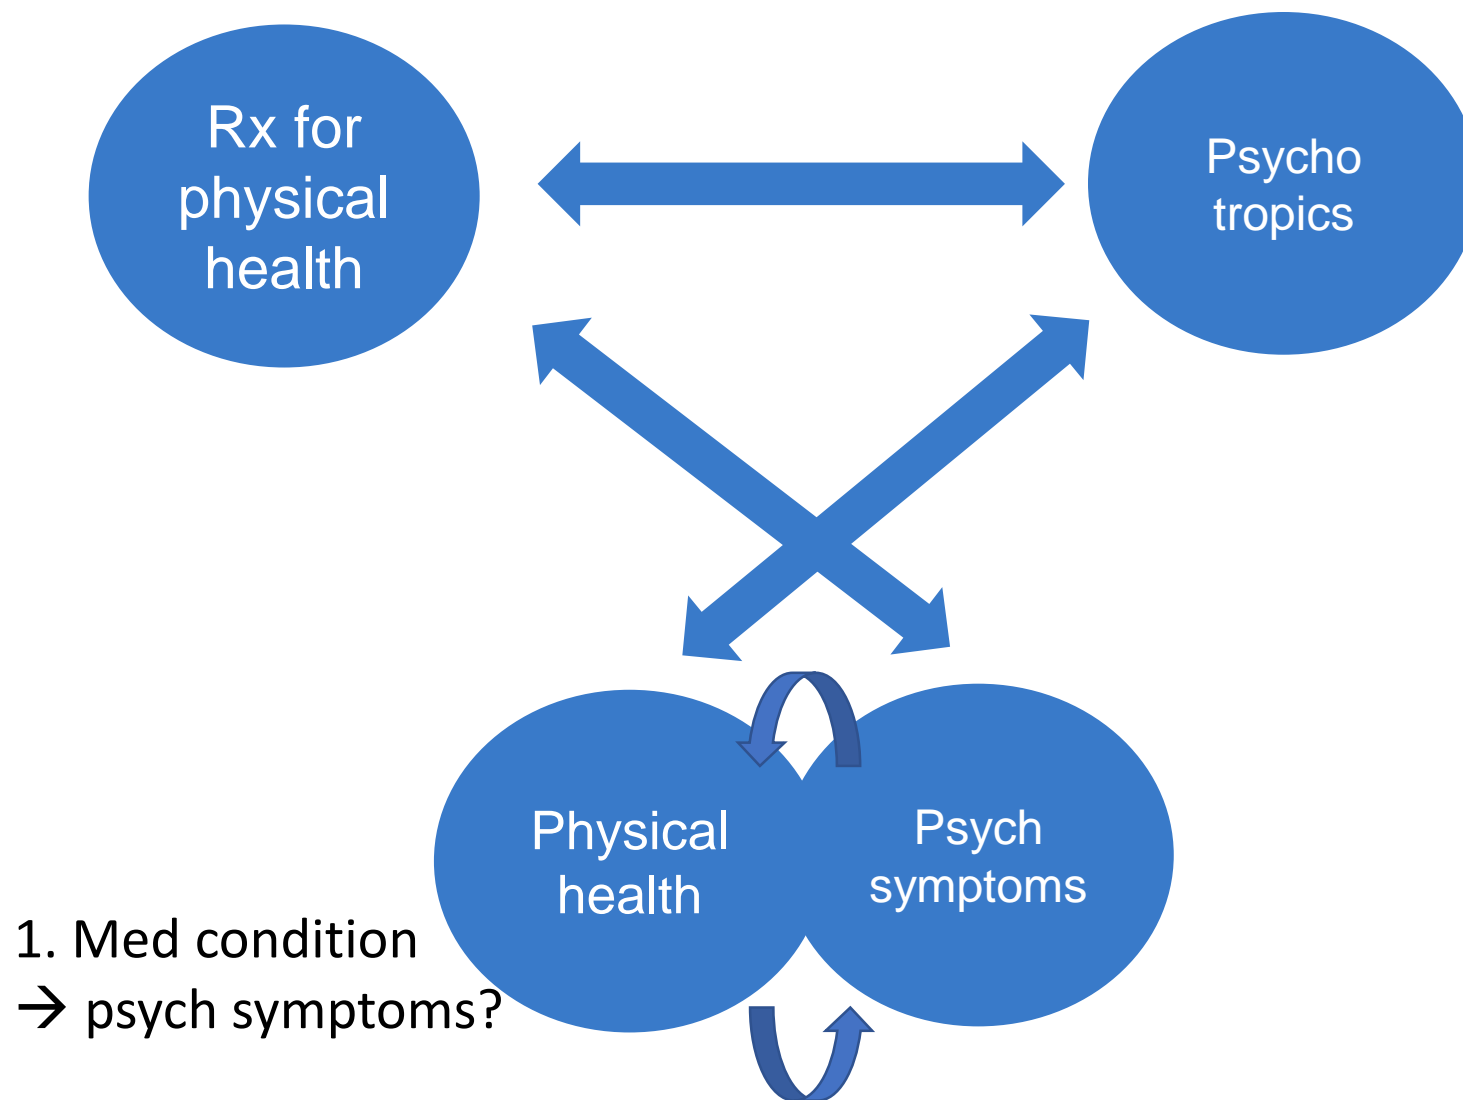 Rx for
physical
health
Psycho
tropics
Physical
health
Psych
symptoms
1. Med condition
→ psych symptoms?